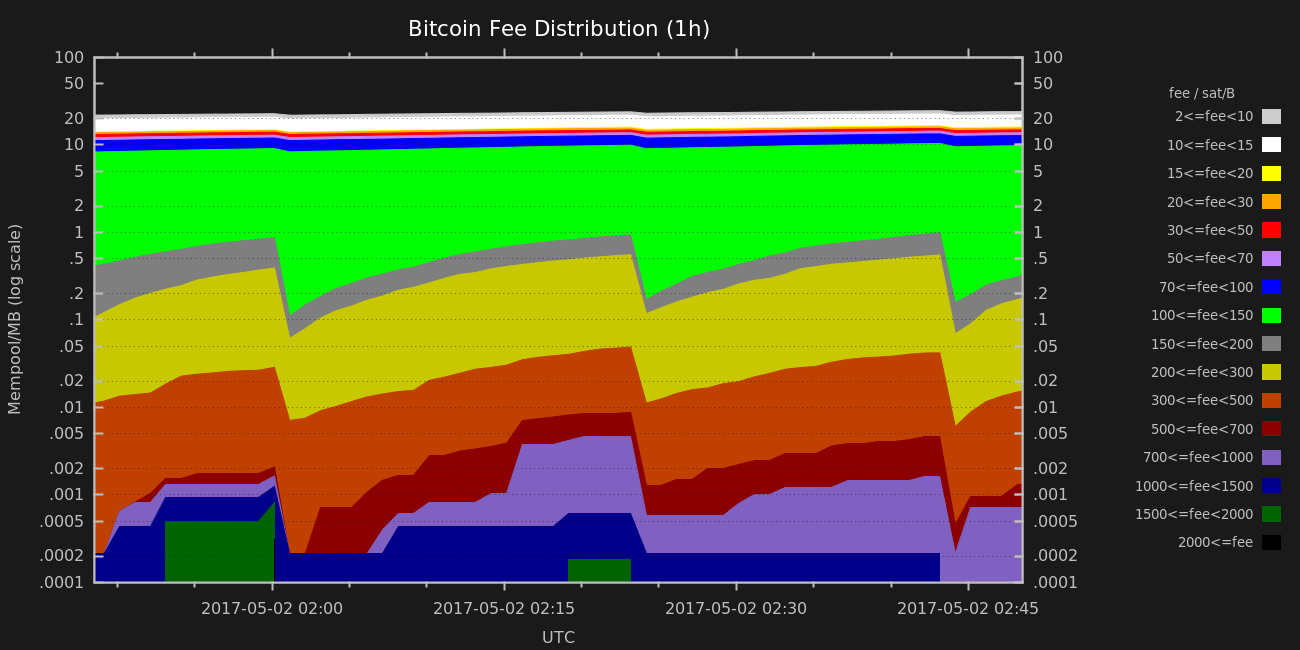 Bitcoin Fee Distribution (1h)
100
50
20
10
5
2
1
.5
.2
.1
.05
.02
.01
.005
.002
.001
.0005
.0002
.0001
Mempool/MB (log scale)
100
50
20
10
5
2
1
.5
.2
.1
.05
.02
.01
.005
.002
.001
.0005
.0002
.0001
2017-05-02 02:00
2017-05-02 02:15
2017-05-02 02:30
2017-05-02 02:45
UTC
fee / sat/B
2<=fee<10
10<=fee<15
15<=fee<20
20<=fee<30
30<=fee<50
50<=fee<70
70<=fee<100
100<=fee<150
150<=fee<200
200<=fee<300
300<=fee<500
500<=fee<700
700<=fee<1000
1000<=fee<1500
1500<=fee<2000
2000<=fee